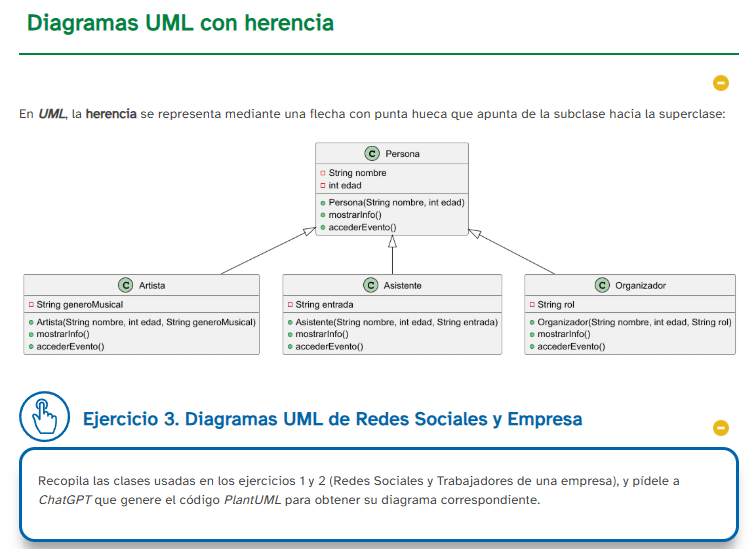 Diagramas UML con herencia
En UML, la herencia se representa mediante una flecha con punta hueca que apunta de la subclase hacia la superclase:
C Persona
String nombre
int edad
Persona(String nombre, int edad)
mostrarInfo()
accederEvento()
C Artista
String generoMusical
Artista(String nombre, int edad, String generoMusical)
mostrarInfo()
accederEvento()
C Asistente
String entrada
Asistente(String nombre, int edad, String entrada)
mostrarInfo()
accederEvento()
C Organizador
String rol
Organizador(String nombre, int edad, String rol)
mostrarInfo()
accederEvento()
Ejercicio 3. Diagramas UML de Redes Sociales y Empresa
Recopila las clases usadas en los ejercicios 1 y 2 (Redes Sociales y Trabajadores de una empresa), y pídele a
ChatGPT que genere el código PlantUML para obtener su diagrama correspondiente.